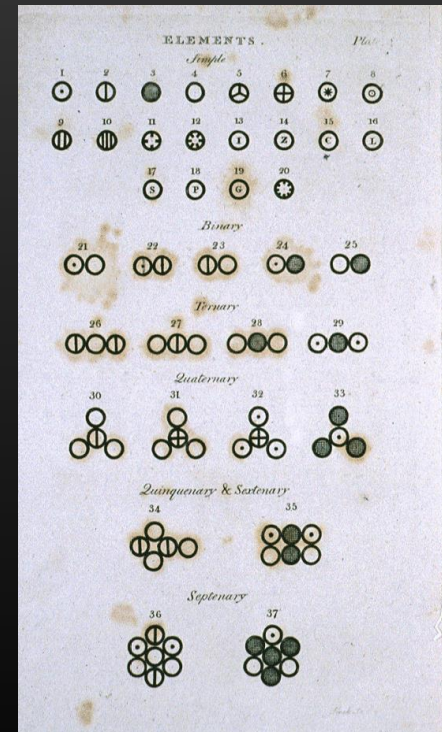 ELEMENTS.
Simple
1 2 3 4 5 6 7 8
9 10 11 12 13 14 15 16
I Z C L
17 18 19 20
S P G
Binary
21 22 23 24 25
Ternary
26 27 28 29
Quaternary
30 31 32 33
Quinquenary & Sextenary
34 35
Septenary
36 37